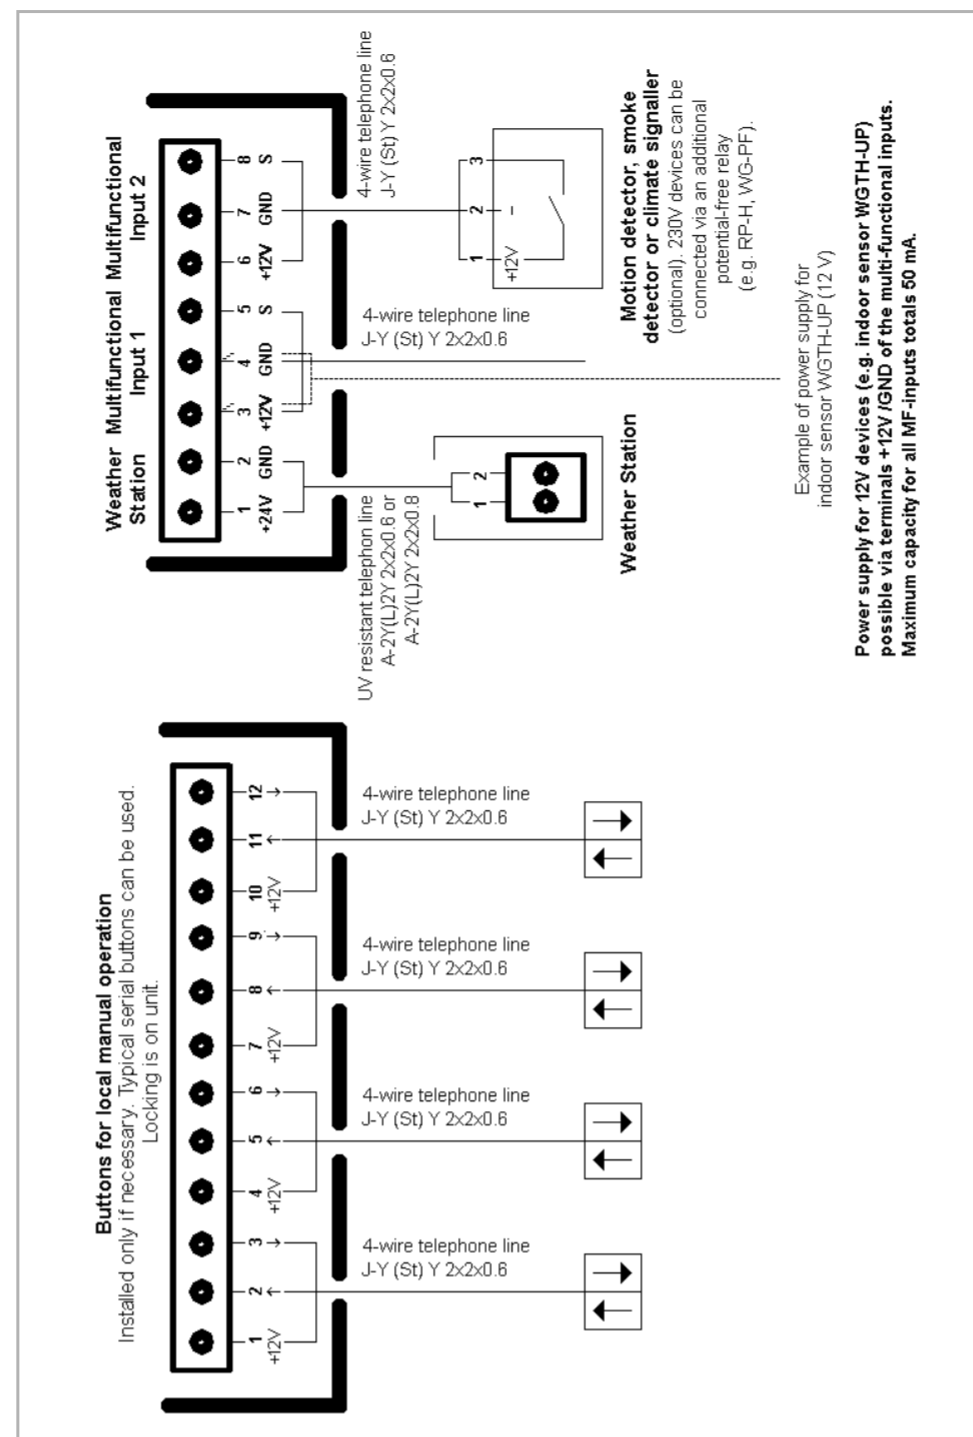 Buttons for local manual operation
Installed only if necessary. Typical serial buttons can be used.
Locking is on unit.
1 2 3 4 5 6 7 8 9 10 11 12
+12V ← → +12V ← → +12V ← → +12V ← →
4-wire telephone line
J-Y (St) Y 2x2x0.6
4-wire telephone line
J-Y (St) Y 2x2x0.6
4-wire telephone line
J-Y (St) Y 2x2x0.6
4-wire telephone line
J-Y (St) Y 2x2x0.6
Weather
Station
Multifunctional
Input 1
Multifunctional
Input 2
1 2 3 4 5 6 7 8
+24V GND +12V GND S +12V GND S
UV resistant telephon line
A-2Y(L)2Y 2x2x0.6 or
A-2Y(L)2Y 2x2x0.8
4-wire telephone line
J-Y (St) Y 2x2x0.6
4-wire telephone line
J-Y (St) Y 2x2x0.6
1 2
Weather Station
1 2 3
+12V –
Motion detector, smoke
detector or climate signaller
(optional). 230V devices can be
connected via an additional
potential-free relay
(e.g. RP-H, WG-PF).
Example of power supply for
indoor sensor WGTH-UP (12 V)
Power supply for 12V devices (e.g. indoor sensor WGTH-UP)
possible via terminals +12V /GND of the multi-functional inputs.
Maximum capacity for all MF-inputs totals 50 mA.